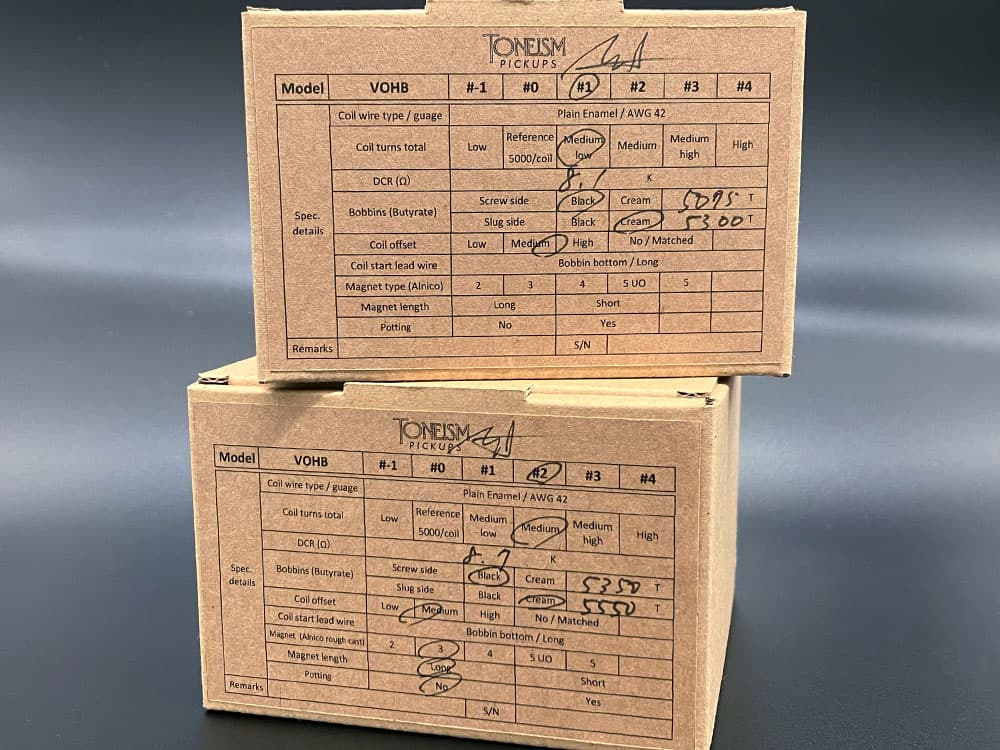 TONEISM
PICKUPS
Model VOHB #-1 #0 #1 #2 #3 #4
Coil wire type / guage Plain Enamel / AWG 42
Coil turns total Low Reference 5000/coil Medium low Medium Medium high High
DCR (Ω) 8.1 K
Spec. details
Bobbins (Butyrate) Screw side Black Cream 5095 T
Slug side Black Cream 5300 T
Coil offset Low Medium High No / Matched
Coil start lead wire Bobbin bottom / Long
Magnet type (Alnico) 2 3 4 5 UO 5
Magnet length Long Short
Potting No Yes
Remarks S/N
TONEISM
PICKUPS
Model VOHB #-1 #0 #1 #2 #3 #4
Coil wire type / guage Plain Enamel / AWG 42
Coil turns total Low Reference 5000/coil Medium low Medium Medium high High
DCR (Ω) 8.7 K
Spec. details
Bobbins (Butyrate) Screw side Black Cream 5350 T
Slug side Black Cream 5550 T
Coil offset Low Medium High No / Matched
Coil start lead wire Bobbin bottom / Long
Magnet (Alnico rough cast) 2 3 4 5 UO 5
Magnet length Long Short
Potting No Yes
Remarks S/N